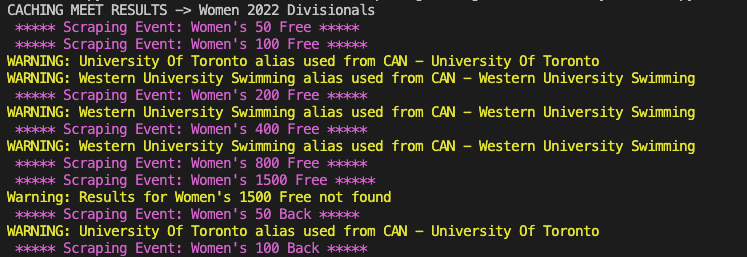 CACHING MEET RESULTS -> Women 2022 Divisionals
***** Scraping Event: Women's 50 Free *****
***** Scraping Event: Women's 100 Free *****
WARNING: University Of Toronto alias used from CAN - University Of Toronto
WARNING: Western University Swimming alias used from CAN - Western University Swimming
***** Scraping Event: Women's 200 Free *****
WARNING: Western University Swimming alias used from CAN - Western University Swimming
***** Scraping Event: Women's 400 Free *****
WARNING: Western University Swimming alias used from CAN - Western University Swimming
***** Scraping Event: Women's 800 Free *****
***** Scraping Event: Women's 1500 Free *****
Warning: Results for Women's 1500 Free not found
***** Scraping Event: Women's 50 Back *****
WARNING: University Of Toronto alias used from CAN - University Of Toronto
***** Scraping Event: Women's 100 Back *****